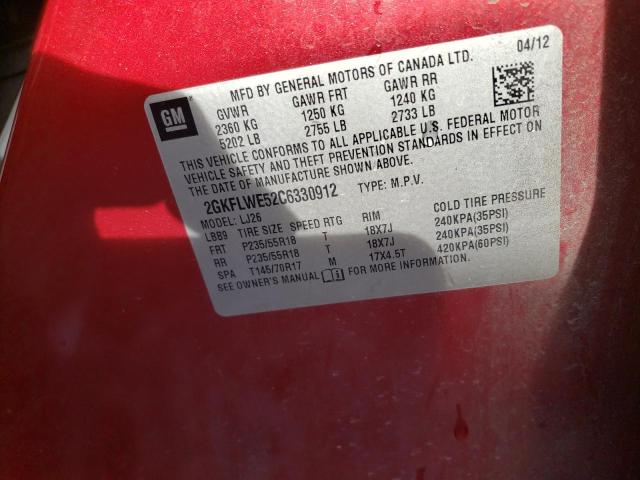 04/12
GM
MFD BY GENERAL MOTORS OF CANADA LTD.
GVWR GAWR FRT GAWR RR
2360 KG 1250 KG 1240 KG
5202 LB 2755 LB 2733 LB
THIS VEHICLE CONFORMS TO ALL APPLICABLE U.S. FEDERAL MOTOR
VEHICLE SAFETY AND THEFT PREVENTION STANDARDS IN EFFECT ON
THE DATE OF MANUFACTURE SHOWN ABOVE.
2GKFLWE52C6330912 TYPE: M.P.V.
MODEL: LJ26
LBB9 TIRE SIZE SPEED RTG RIM COLD TIRE PRESSURE
FRT P235/55R18 T 18X7J 240KPA(35PSI)
RR P235/55R18 T 18X7J 240KPA(35PSI)
SPA T145/70R17 M 17X4.5T 420KPA(60PSI)
SEE OWNER'S MANUAL FOR MORE INFORMATION.